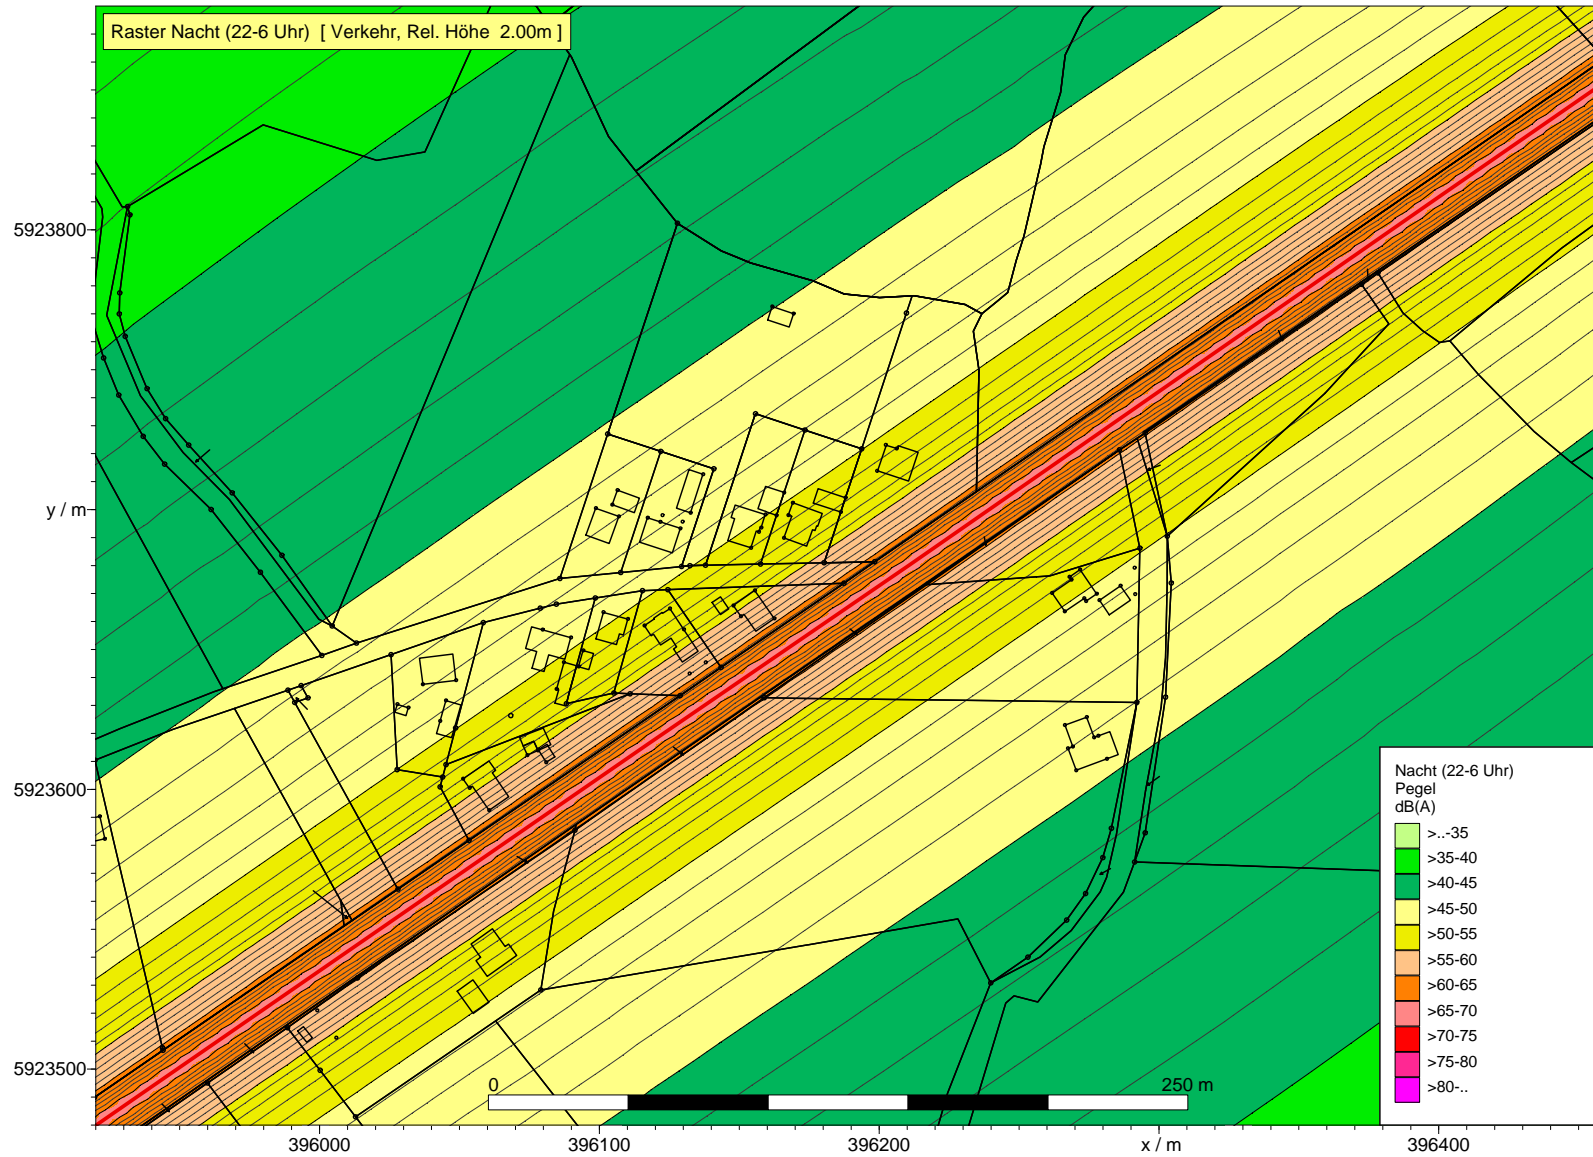 Raster Nacht (22-6 Uhr) [ Verkehr, Rel. Höhe 2.00m ]
5923800
y / m
5923600
5923500
Nacht (22-6 Uhr)
Pegel
dB(A)
>..-35
>35-40
>40-45
>45-50
>50-55
>55-60
>60-65
>65-70
>70-75
>75-80
>80-..
0
250 m
396000
396100
396200
x / m
396400